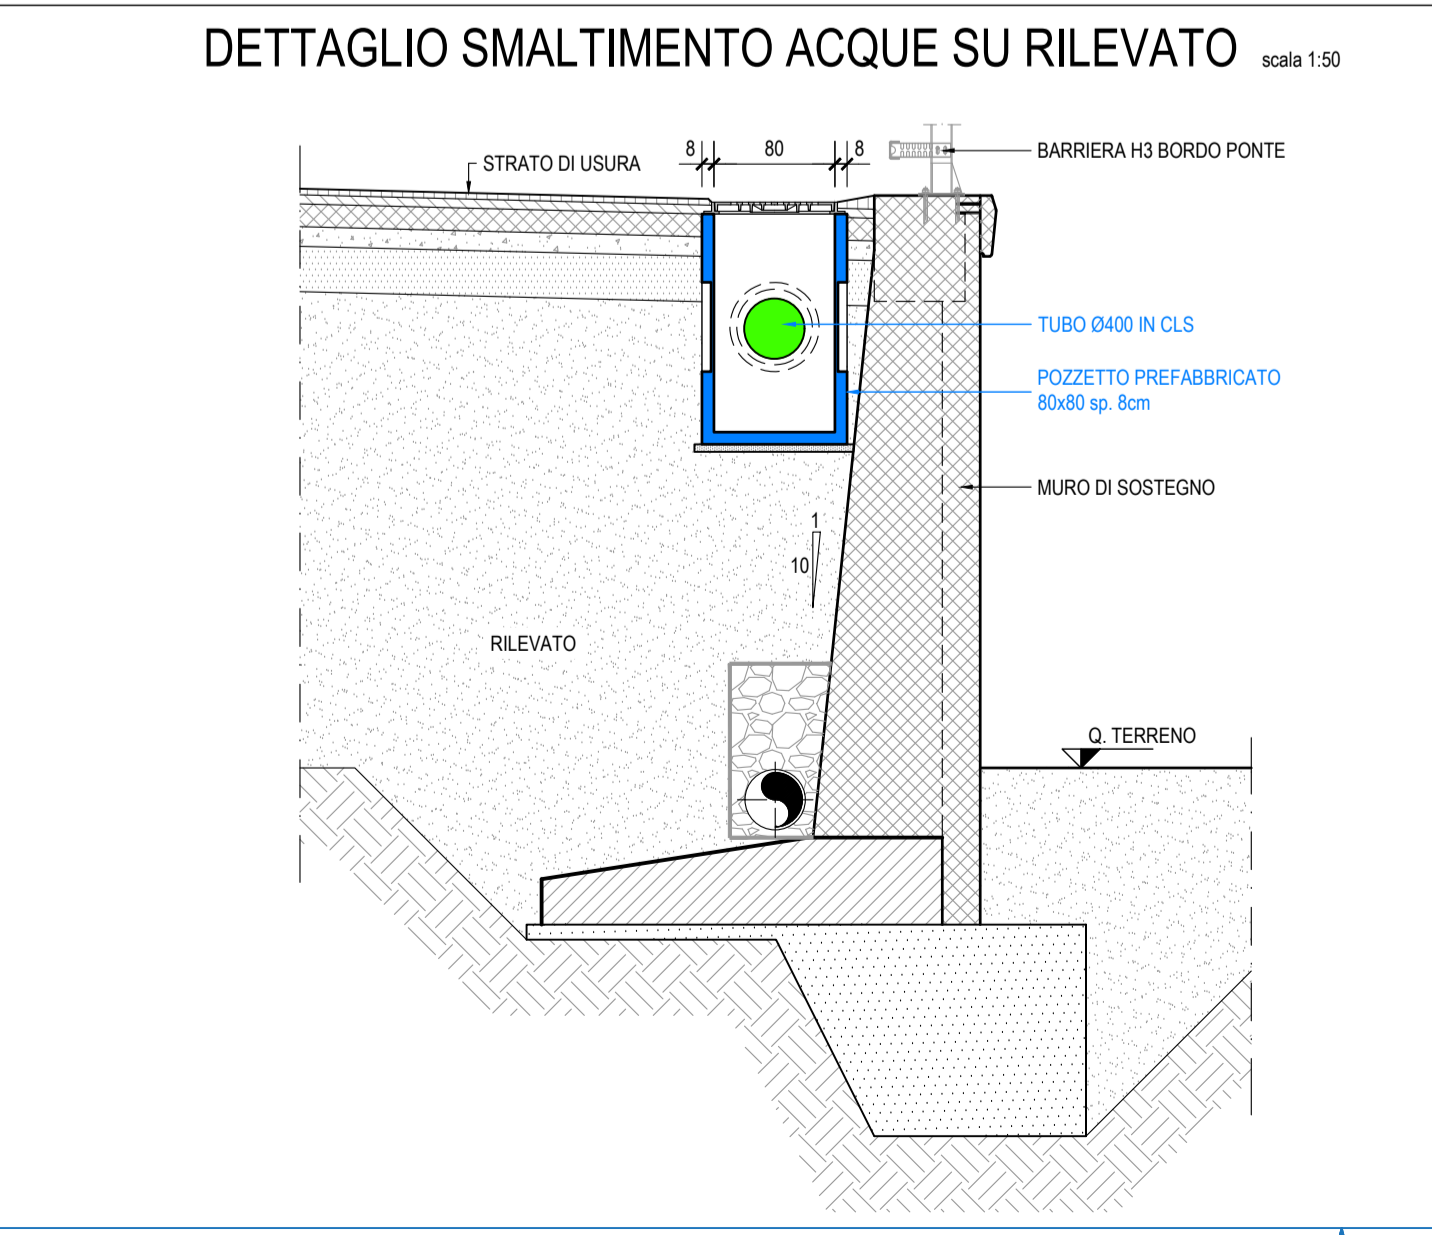 DETTAGLIO SMALTIMENTO ACQUE SU RILEVATO scala 1:50
8 80 8
STRATO DI USURA
BARRIERA H3 BORDO PONTE
TUBO Ø400 IN CLS
POZZETTO PREFABBRICATO
80x80 sp. 8cm
MURO DI SOSTEGNO
1
10
RILEVATO
Q. TERRENO